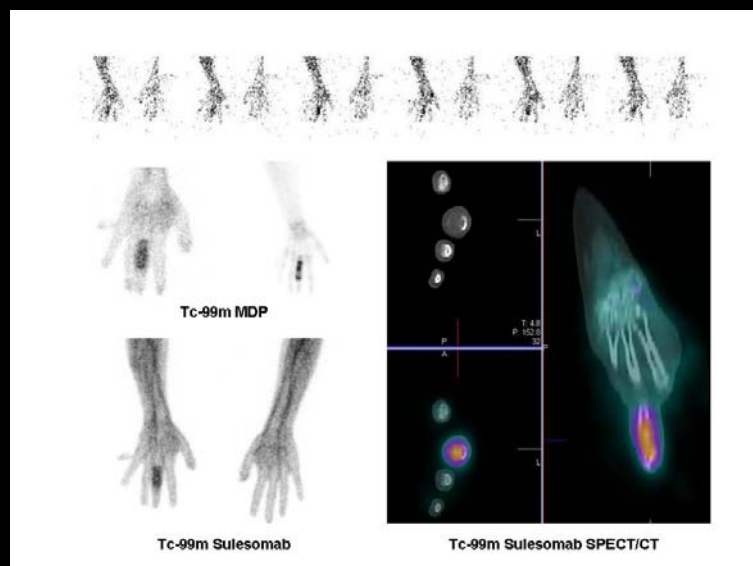 Tc-99m MDP
L
T: 4.8
P: 152.8
32
P
P
A
L
Tc-99m Sulesomab
Tc-99m Sulesomab SPECT/CT